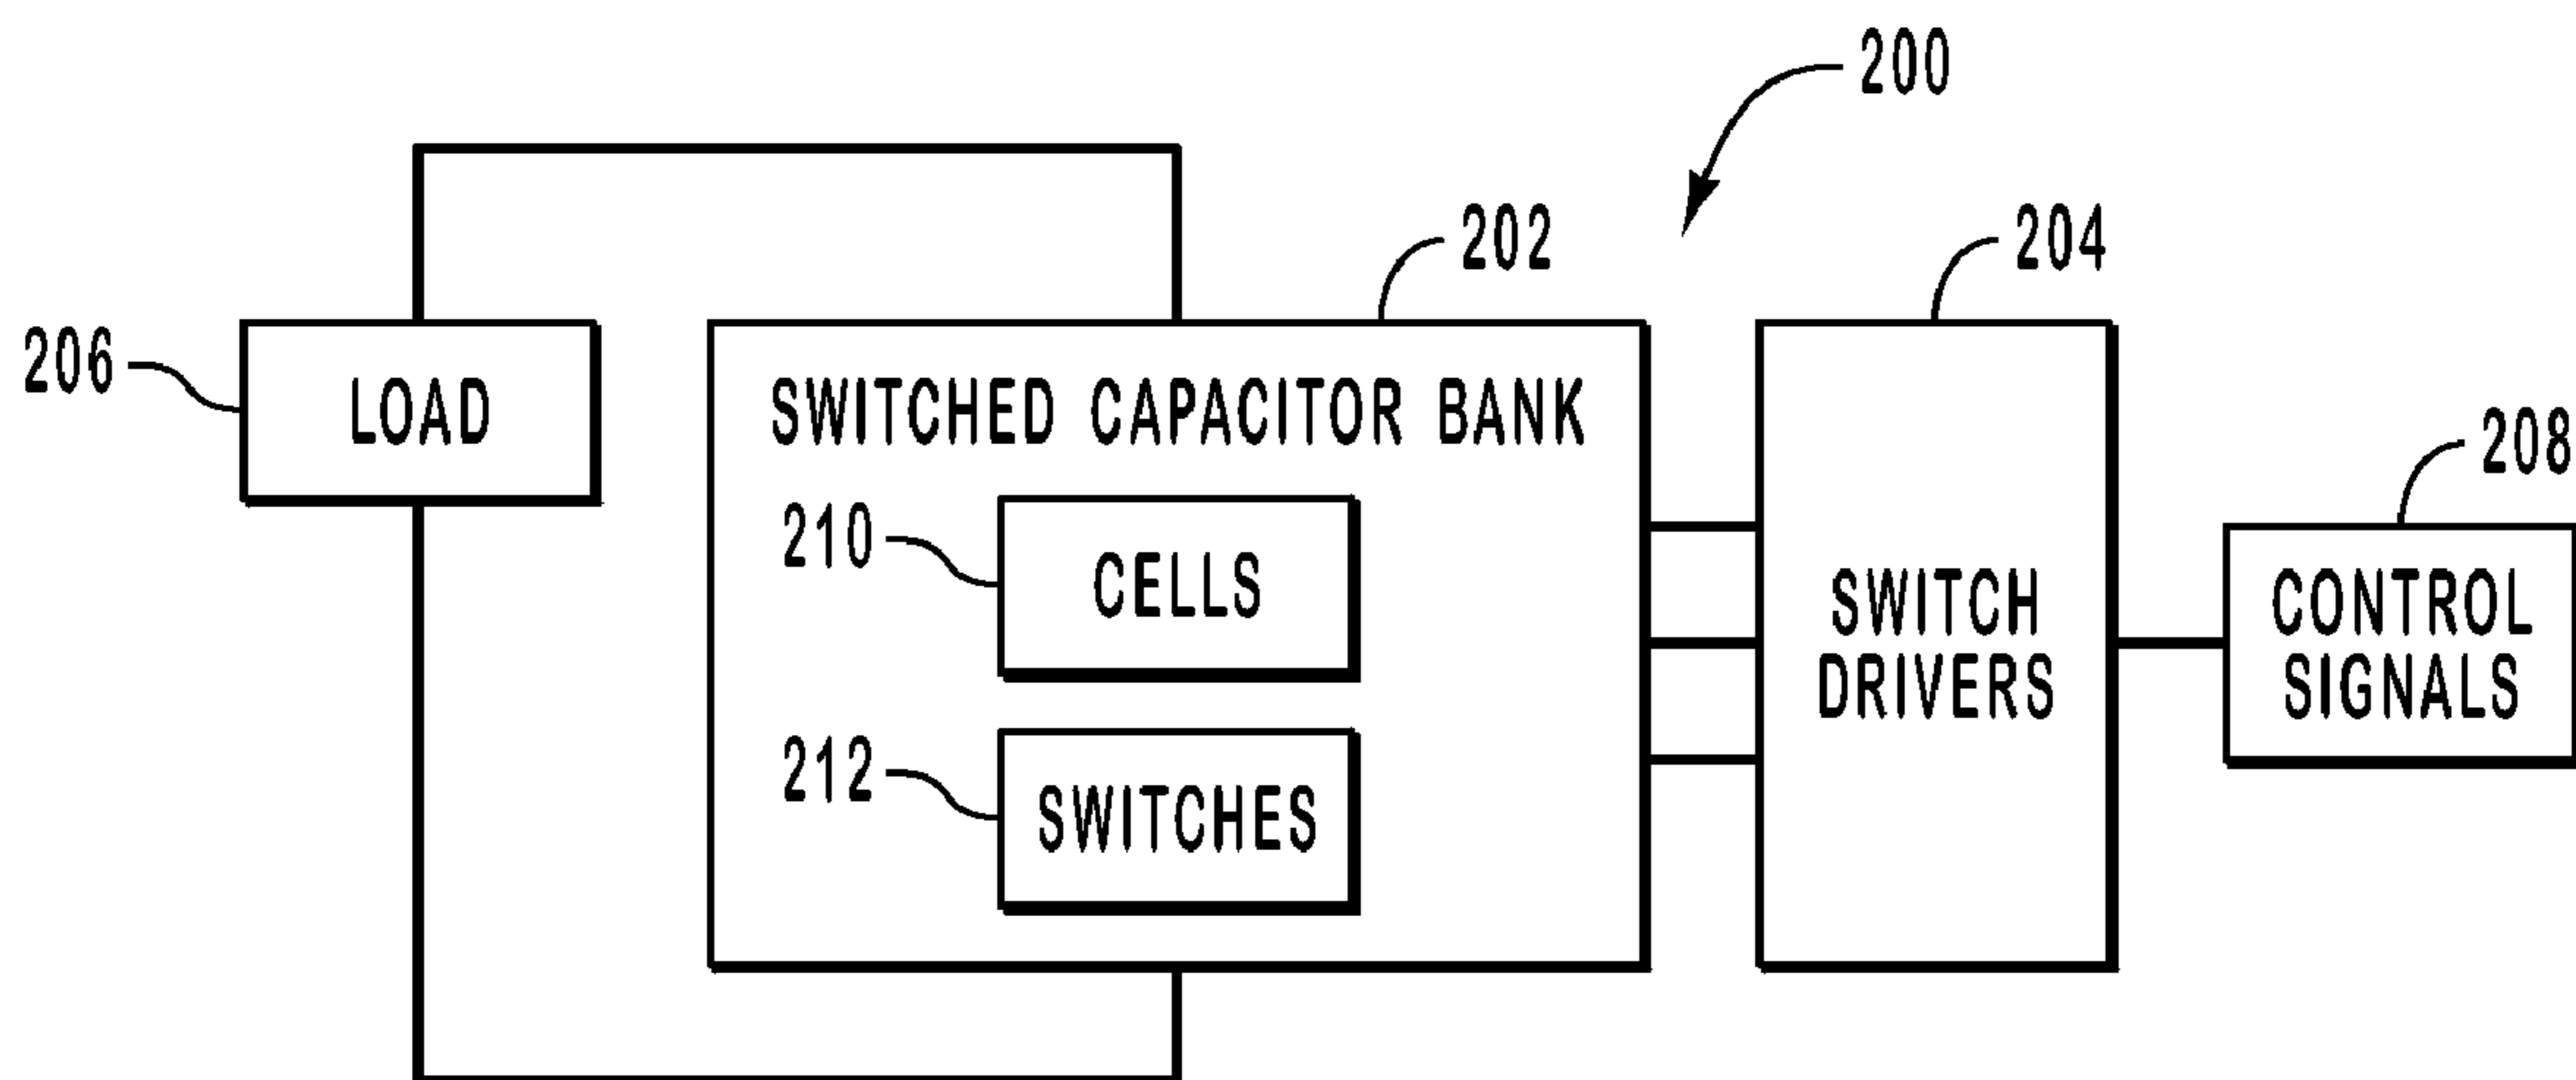 200
202
204
206
LOAD
SWITCHED CAPACITOR BANK
208
210
CELLS
SWITCH
DRIVERS
CONTROL
SIGNALS
212
SWITCHES